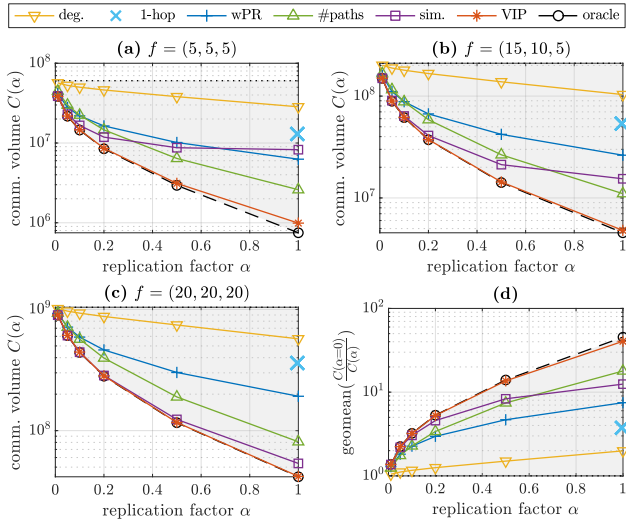 deg. 1-hop wPR #paths sim. VIP oracle
(a) f = (5, 5, 5)
comm. volume C(α)
10^8
10^7
10^6
0 0.2 0.4 0.6 0.8 1
replication factor α
(b) f = (15, 10, 5)
comm. volume C(α)
10^8
10^7
0 0.2 0.4 0.6 0.8 1
replication factor α
(c) f = (20, 20, 20)
comm. volume C(α)
10^9
10^8
0 0.2 0.4 0.6 0.8 1
replication factor α
(d)
geomean(C(α=0)/C(α))
10^2
10^1
10^0
0 0.2 0.4 0.6 0.8 1
replication factor α